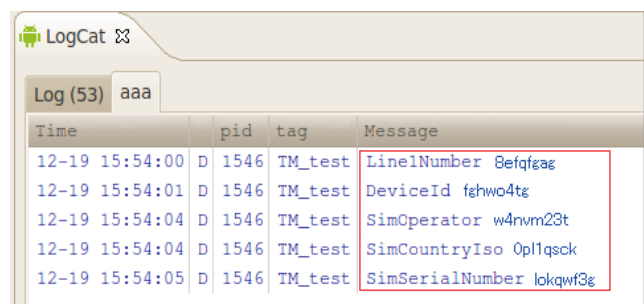 LogCat
Log (53) aaa
Time pid tag Message
12-19 15:54:00 D 1546 TM_test Line1Number 8efqfgag
12-19 15:54:01 D 1546 TM_test DeviceId fghwo4tg
12-19 15:54:04 D 1546 TM_test SimOperator w4nvm23t
12-19 15:54:04 D 1546 TM_test SimCountryIso 0pl1qsck
12-19 15:54:05 D 1546 TM_test SimSerialNumber lokqwf3g